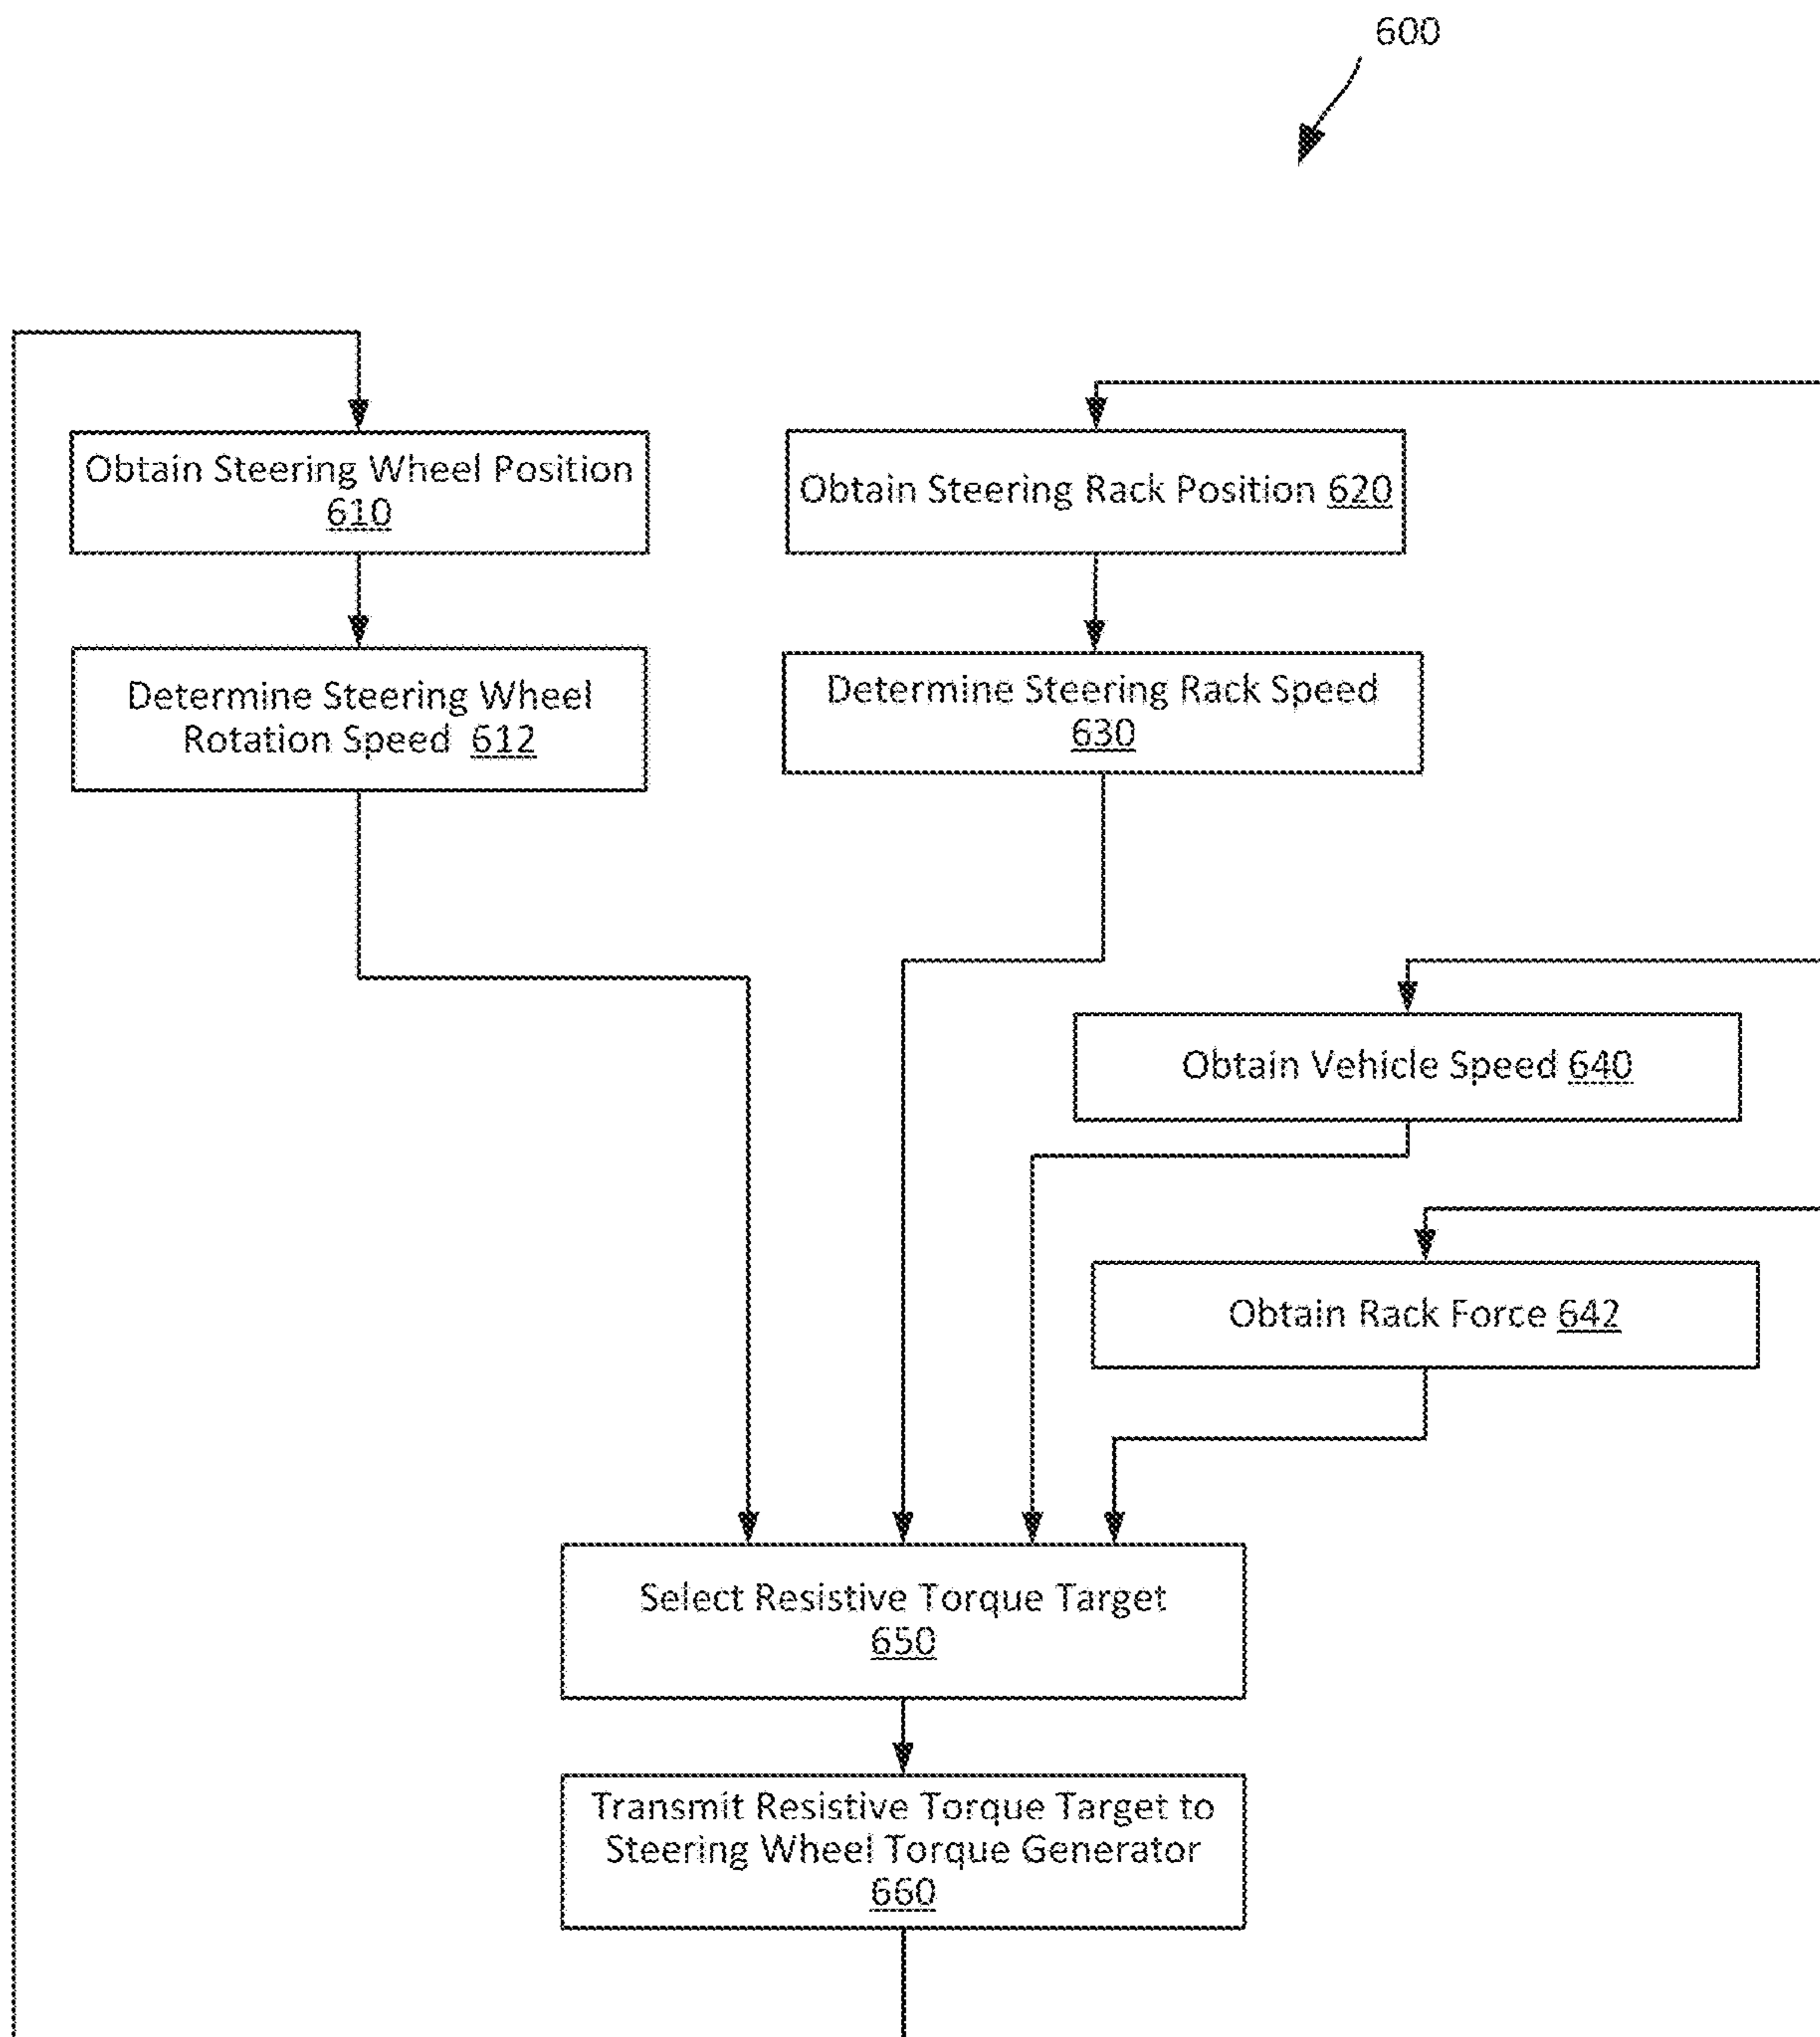 600
Obtain Steering Wheel Position
610
Obtain Steering Rack Position 620
Determine Steering Wheel
Rotation Speed 612
Determine Steering Rack Speed
630
Obtain Vehicle Speed 640
Obtain Rack Force 642
Select Resistive Torque Target
650
Transmit Resistive Torque Target to
Steering Wheel Torque Generator
660